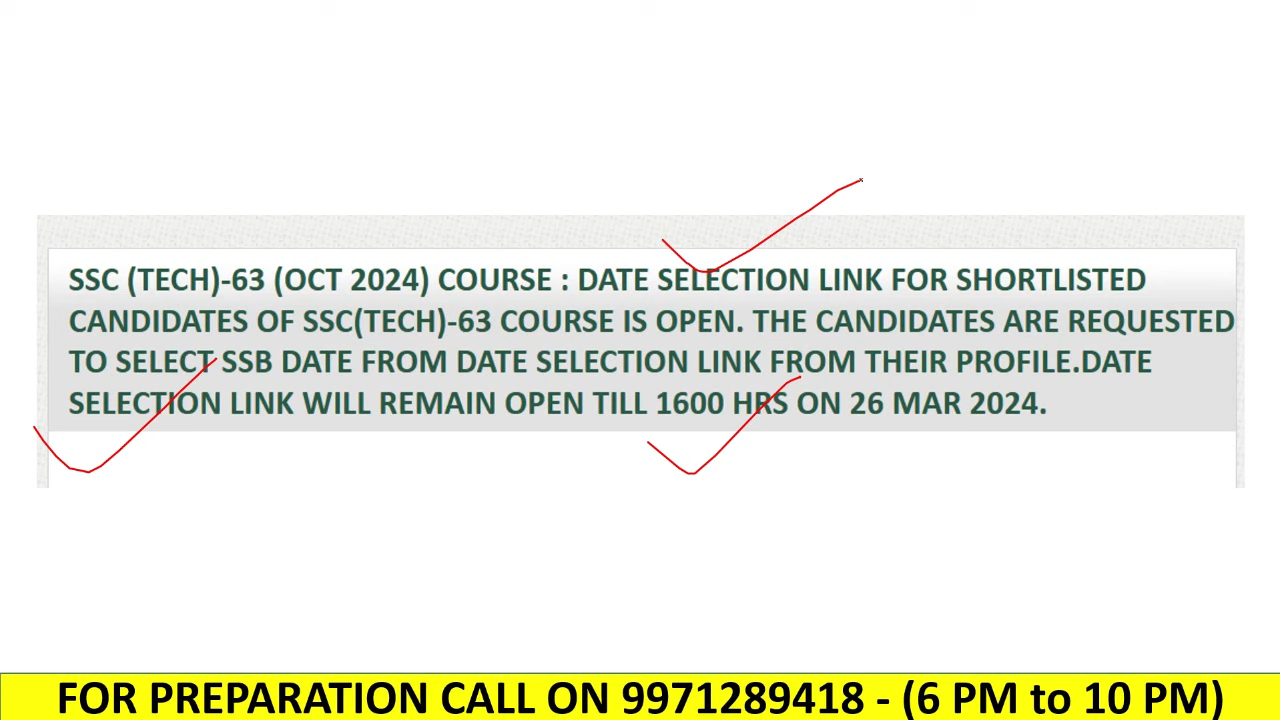 SSC (TECH)-63 (OCT 2024) COURSE : DATE SELECTION LINK FOR SHORTLISTED
CANDIDATES OF SSC(TECH)-63 COURSE IS OPEN. THE CANDIDATES ARE REQUESTED
TO SELECT SSB DATE FROM DATE SELECTION LINK FROM THEIR PROFILE.DATE
SELECTION LINK WILL REMAIN OPEN TILL 1600 HRS ON 26 MAR 2024.
FOR PREPARATION CALL ON 9971289418 - (6 PM to 10 PM)